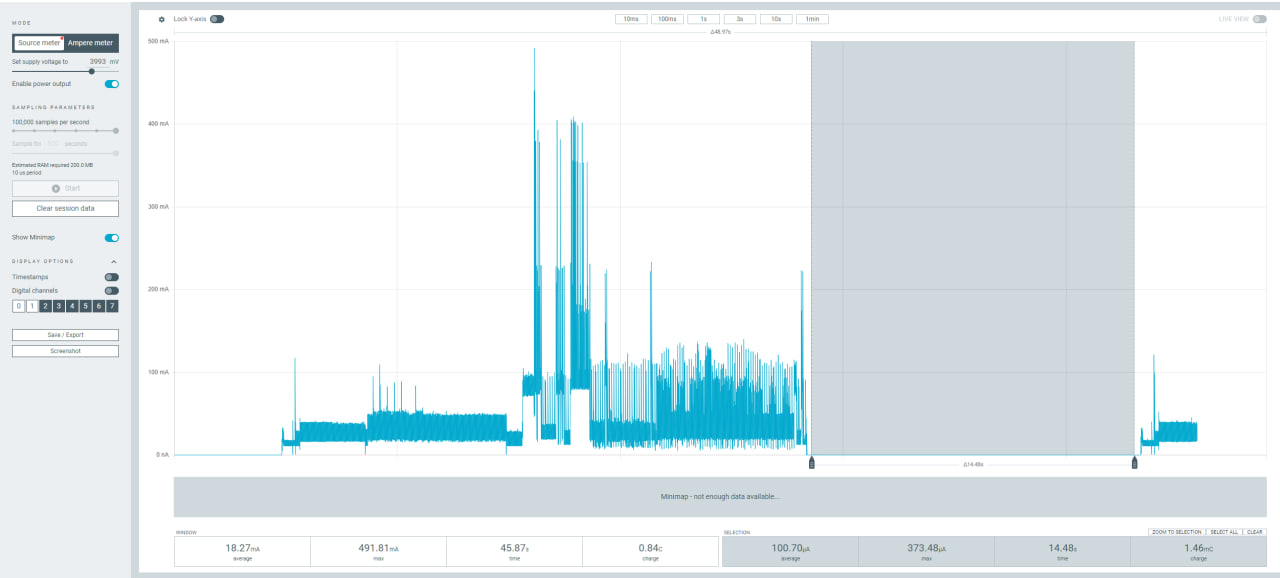 MODE
Source meter Ampere meter
Set supply voltage to 3993 mV
Enable power output
SAMPLING PARAMETERS
100,000 samples per second
Sample for 500 seconds
Estimated RAM required 200.0 MB
10 us period
Start
Clear session data
Show Minimap
DISPLAY OPTIONS
Timestamps
Digital channels
0 1 2 3 4 5 6 7
Save / Export
Screenshot
Lock Y-axis
10ms 100ms 1s 3s 10s 1min
LIVE VIEW
Δ48.97s
500 mA
400 mA
300 mA
200 mA
100 mA
0 nA
Δ14.48s
Minimap - not enough data available...
WINDOW
18.27mA 491.81mA 45.87s 0.84C
average max time charge
SELECTION
ZOOM TO SELECTION SELECT ALL CLEAR
100.70µA 373.48µA 14.48s 1.46mC
average max time charge